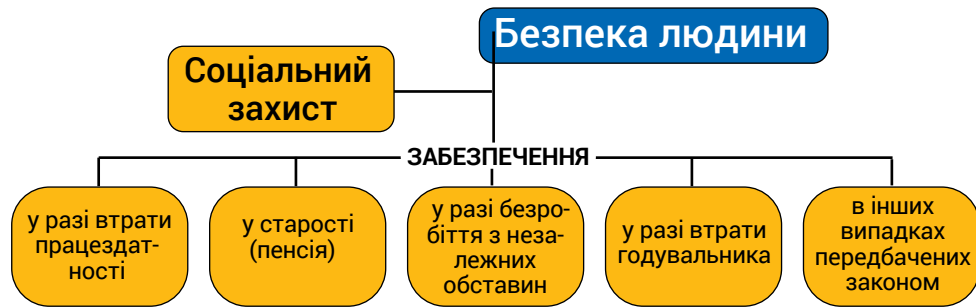 Безпека людини
Соціальний
захист
ЗАБЕЗПЕЧЕННЯ
у разі втрати
працездат-
ності
у старості
(пенсія)
у разі безро-
біття з неза-
лежних
обставин
у разі втрати
годувальника
в інших
випадках
передбачених
законом